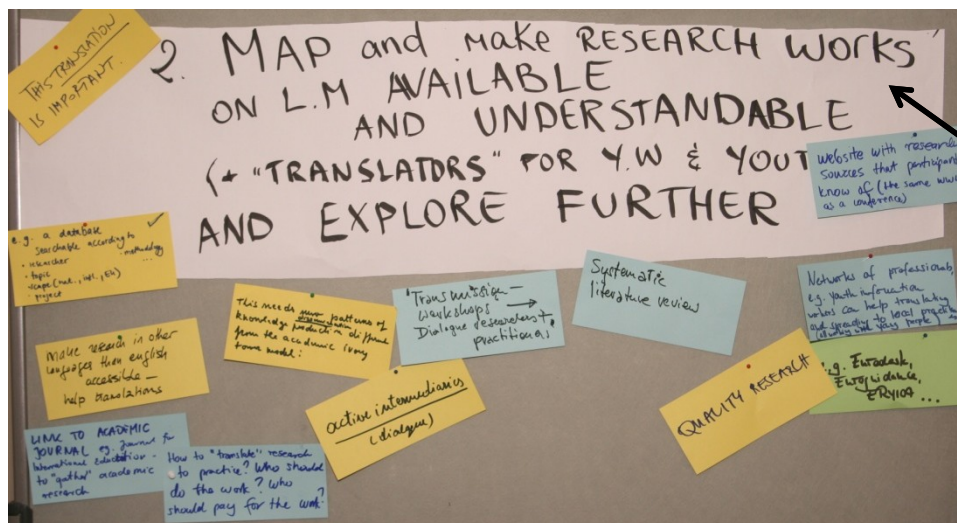 THIS TRANSLATION
IS IMPORTANT.
2. MAP and make RESEARCH WORKS
ON L.M AVAILABLE
AND UNDERSTANDABLE
(+ "TRANSLATORS" FOR Y.W & YOUT
AND EXPLORE FURTHER
website with research
sources that participants
know of (the same www
as a conference)
e.g. a database
searchable according to
• researcher
• methodology
• topic
...
• project
This needs patterns of
dissemination
knowledge production different
from the academic ivory
tower model!
Transmission –
workshops →
Dialogue researchers +
practitioners
Systematic
literature review
Networks of professionals,
e.g. youth information
workers can help translating
and spreading to local
Make research in other
languages then english
accessible –
help translations
active intermediaries
(dialogue)
QUALITY RESEARCH
e.g. Eurodesk,
Euroguidance,
ERYICA ...
LINK TO ACADEMIC
JOURNAL eg. Journal for
International Education -
to "gather" academic
research
How to "translate" research
to practice? Who should
do the work? Who
should pay for the work?